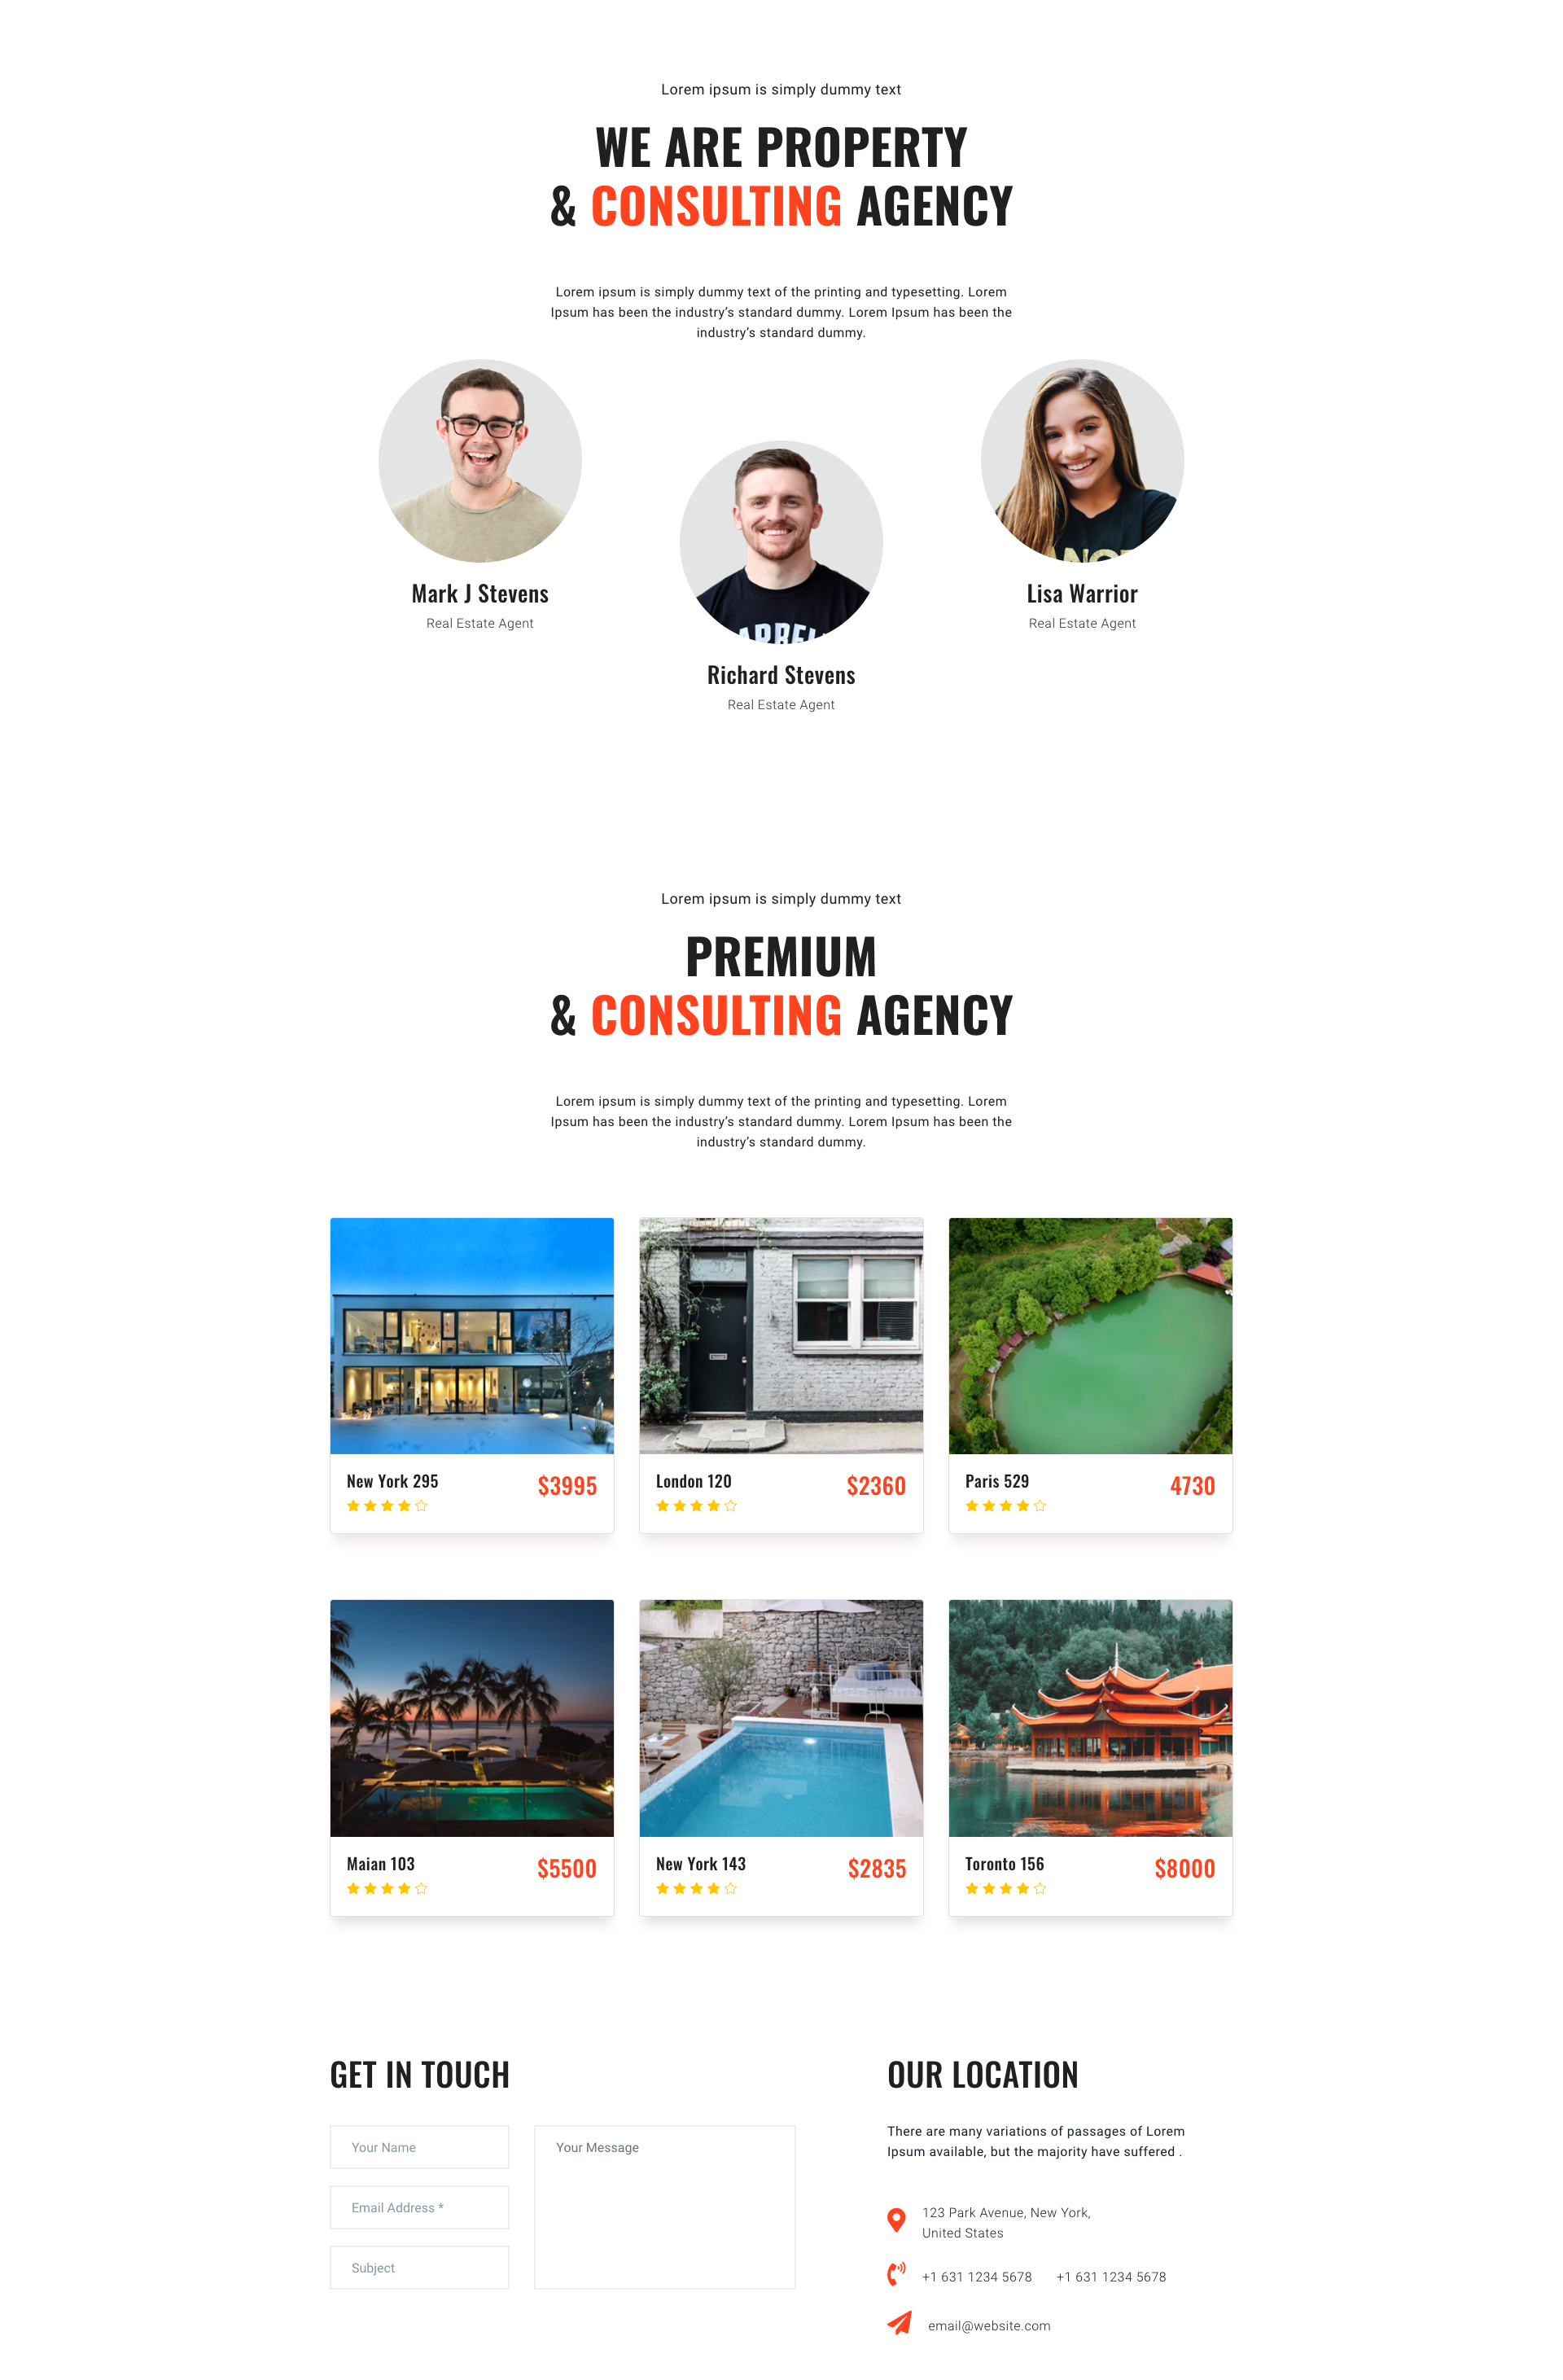 Lorem ipsum is simply dummy text
WE ARE PROPERTY
& CONSULTING AGENCY
Lorem ipsum is simply dummy text of the printing and typesetting. Lorem
Ipsum has been the industry’s standard dummy. Lorem Ipsum has been the
industry’s standard dummy.
Mark J Stevens
Real Estate Agent
Richard Stevens
Real Estate Agent
Lisa Warrior
Real Estate Agent
Lorem ipsum is simply dummy text
PREMIUM
& CONSULTING AGENCY
Lorem ipsum is simply dummy text of the printing and typesetting. Lorem
Ipsum has been the industry’s standard dummy. Lorem Ipsum has been the
industry’s standard dummy.
New York 295
$3995
London 120
$2360
Paris 529
4730
Maian 103
$5500
New York 143
$2835
Toronto 156
$8000
GET IN TOUCH
Your Name
Email Address *
Subject
Your Message
OUR LOCATION
There are many variations of passages of Lorem
Ipsum available, but the majority have suffered .
123 Park Avenue, New York,
United States
+1 631 1234 5678 +1 631 1234 5678
email@website.com